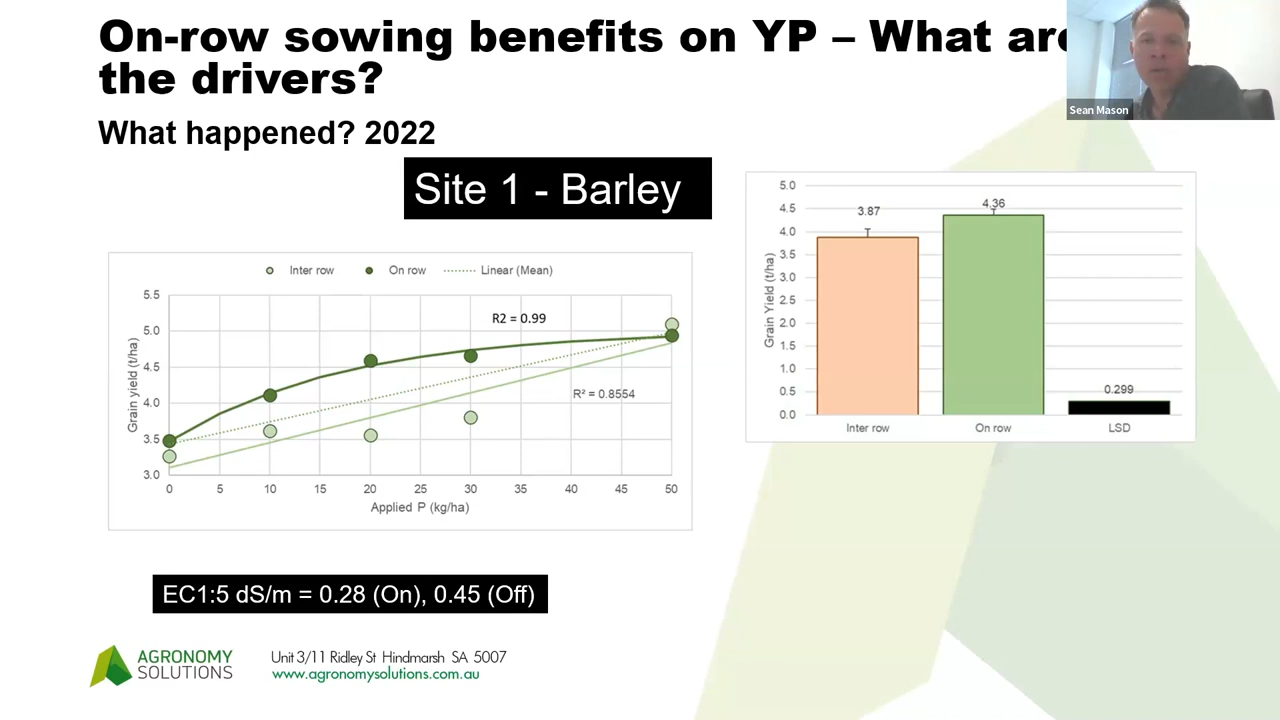 On-row sowing benefits on YP – What are
the drivers?
What happened? 2022
Sean Mason
Site 1 - Barley
Inter row
On row
Linear (Mean)
5.5
5.0
4.5
4.0
3.5
3.0
Grain yield (t/ha)
R2 = 0.99
R² = 0.8554
0 5 10 15 20 25 30 35 40 45 50
Applied P (kg/ha)
5.0
4.5
4.0
3.5
3.0
2.5
2.0
1.5
1.0
0.5
0.0
Grain Yield (t/ha)
3.87
4.36
0.299
Inter row
On row
LSD
EC1:5 dS/m = 0.28 (On), 0.45 (Off)
AGRONOMY
SOLUTIONS
Unit 3/11 Ridley St Hindmarsh SA 5007
www.agronomysolutions.com.au